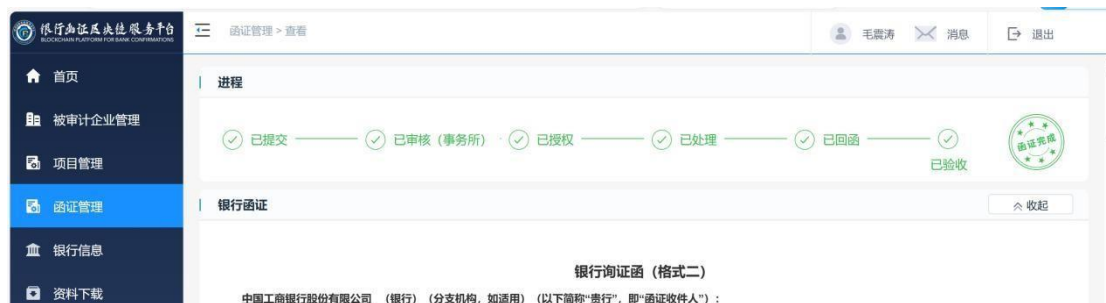 银行函证区块链服务平台
BLOCKCHAIN PLATFORM FOR BANK CONFIRMATIONS
函证管理 > 查看
毛震涛
消息
退出
首页
被审计企业管理
项目管理
函证管理
银行信息
资料下载
进程
已提交
已审核（事务所）
已授权
已处理
已回函
已验收
函证完成
银行函证
收起
银行询证函（格式二）
中国工商银行股份有限公司 （银行）（分支机构，如适用）（以下简称“贵行”，即“函证收件人”）：